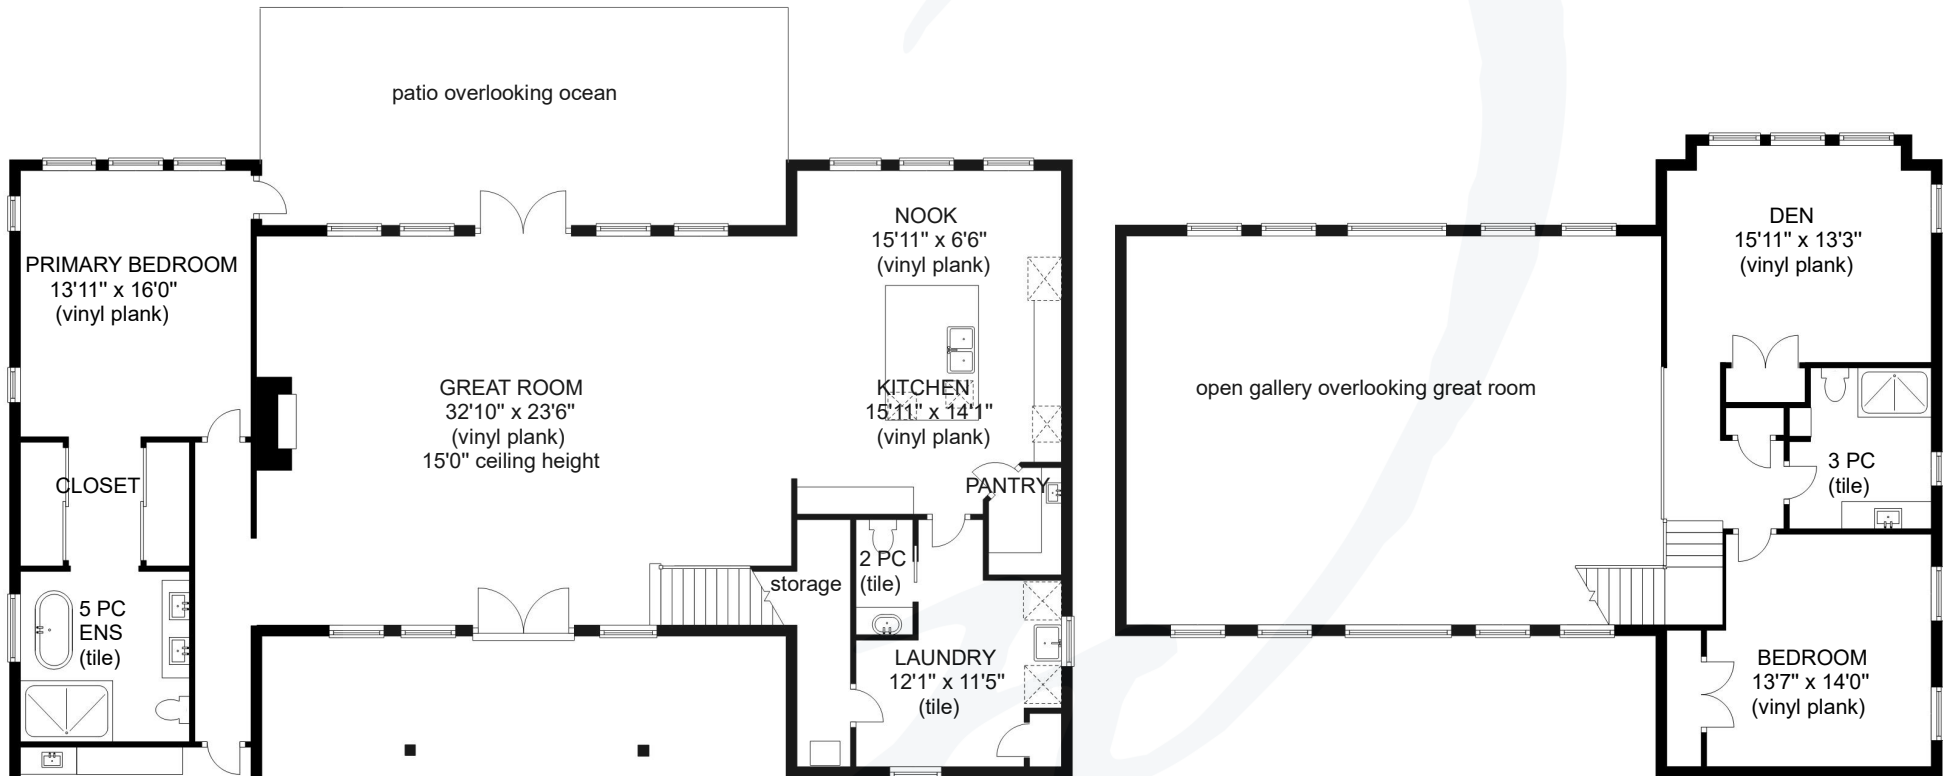 patio overlooking ocean
PRIMARY BEDROOM
13'11" x 16'0"
(vinyl plank)
CLOSET
5 PC
ENS
(tile)
GREAT ROOM
32'10" x 23'6"
(vinyl plank)
15'0" ceiling height
NOOK
15'11" x 6'6"
(vinyl plank)
KITCHEN
15'11" x 14'1"
(vinyl plank)
PANTRY
2 PC
(tile)
storage
LAUNDRY
12'1" x 11'5"
(tile)
open gallery overlooking great room
DEN
15'11" x 13'3"
(vinyl plank)
3 PC
(tile)
BEDROOM
13'7" x 14'0"
(vinyl plank)